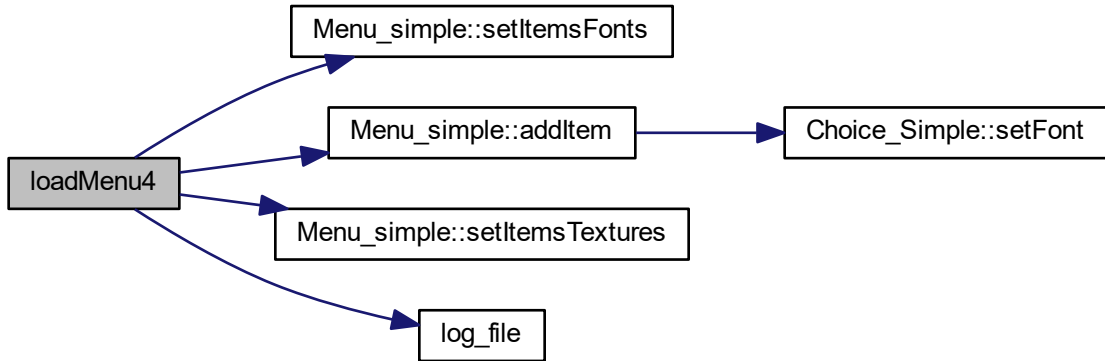 Menu_simple::setItemsFonts
Menu_simple::addItem
Choice_Simple::setFont
loadMenu4
Menu_simple::setItemsTextures
log_file